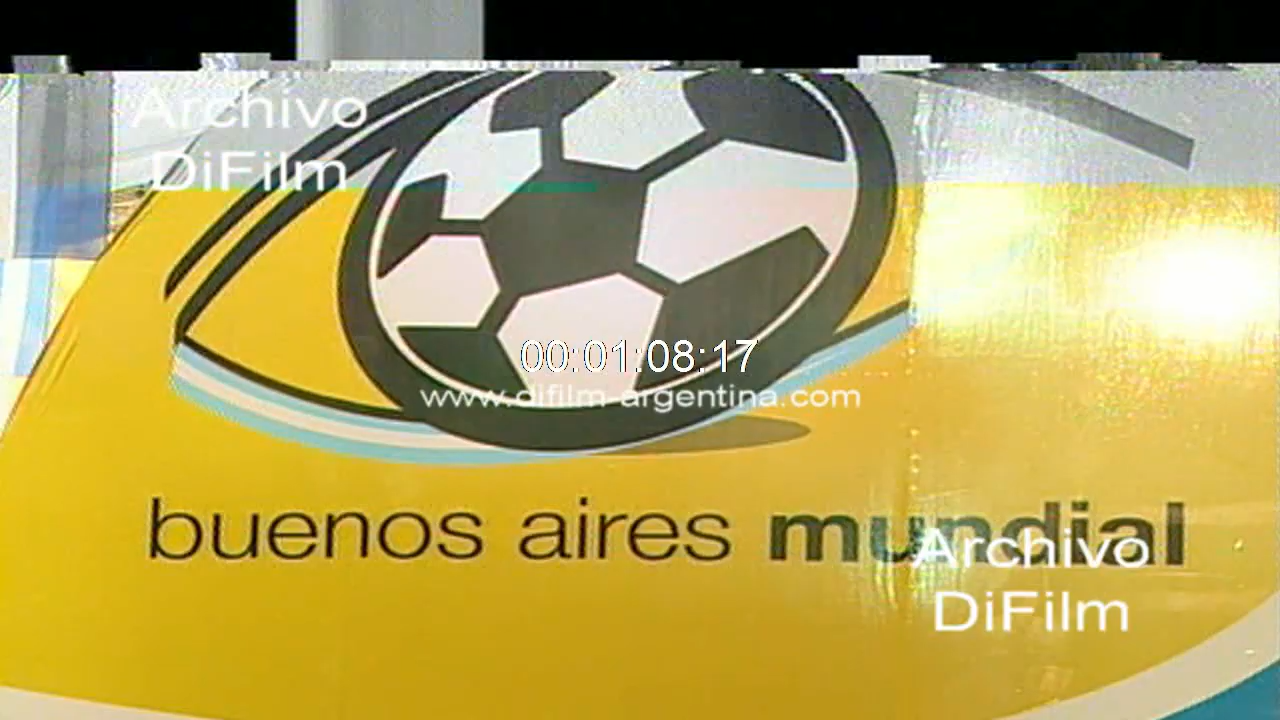 Archivo
DiFilm
00:01:08:17
www.difilm-argentina.com
buenos aires mundial
Archivo
DiFilm